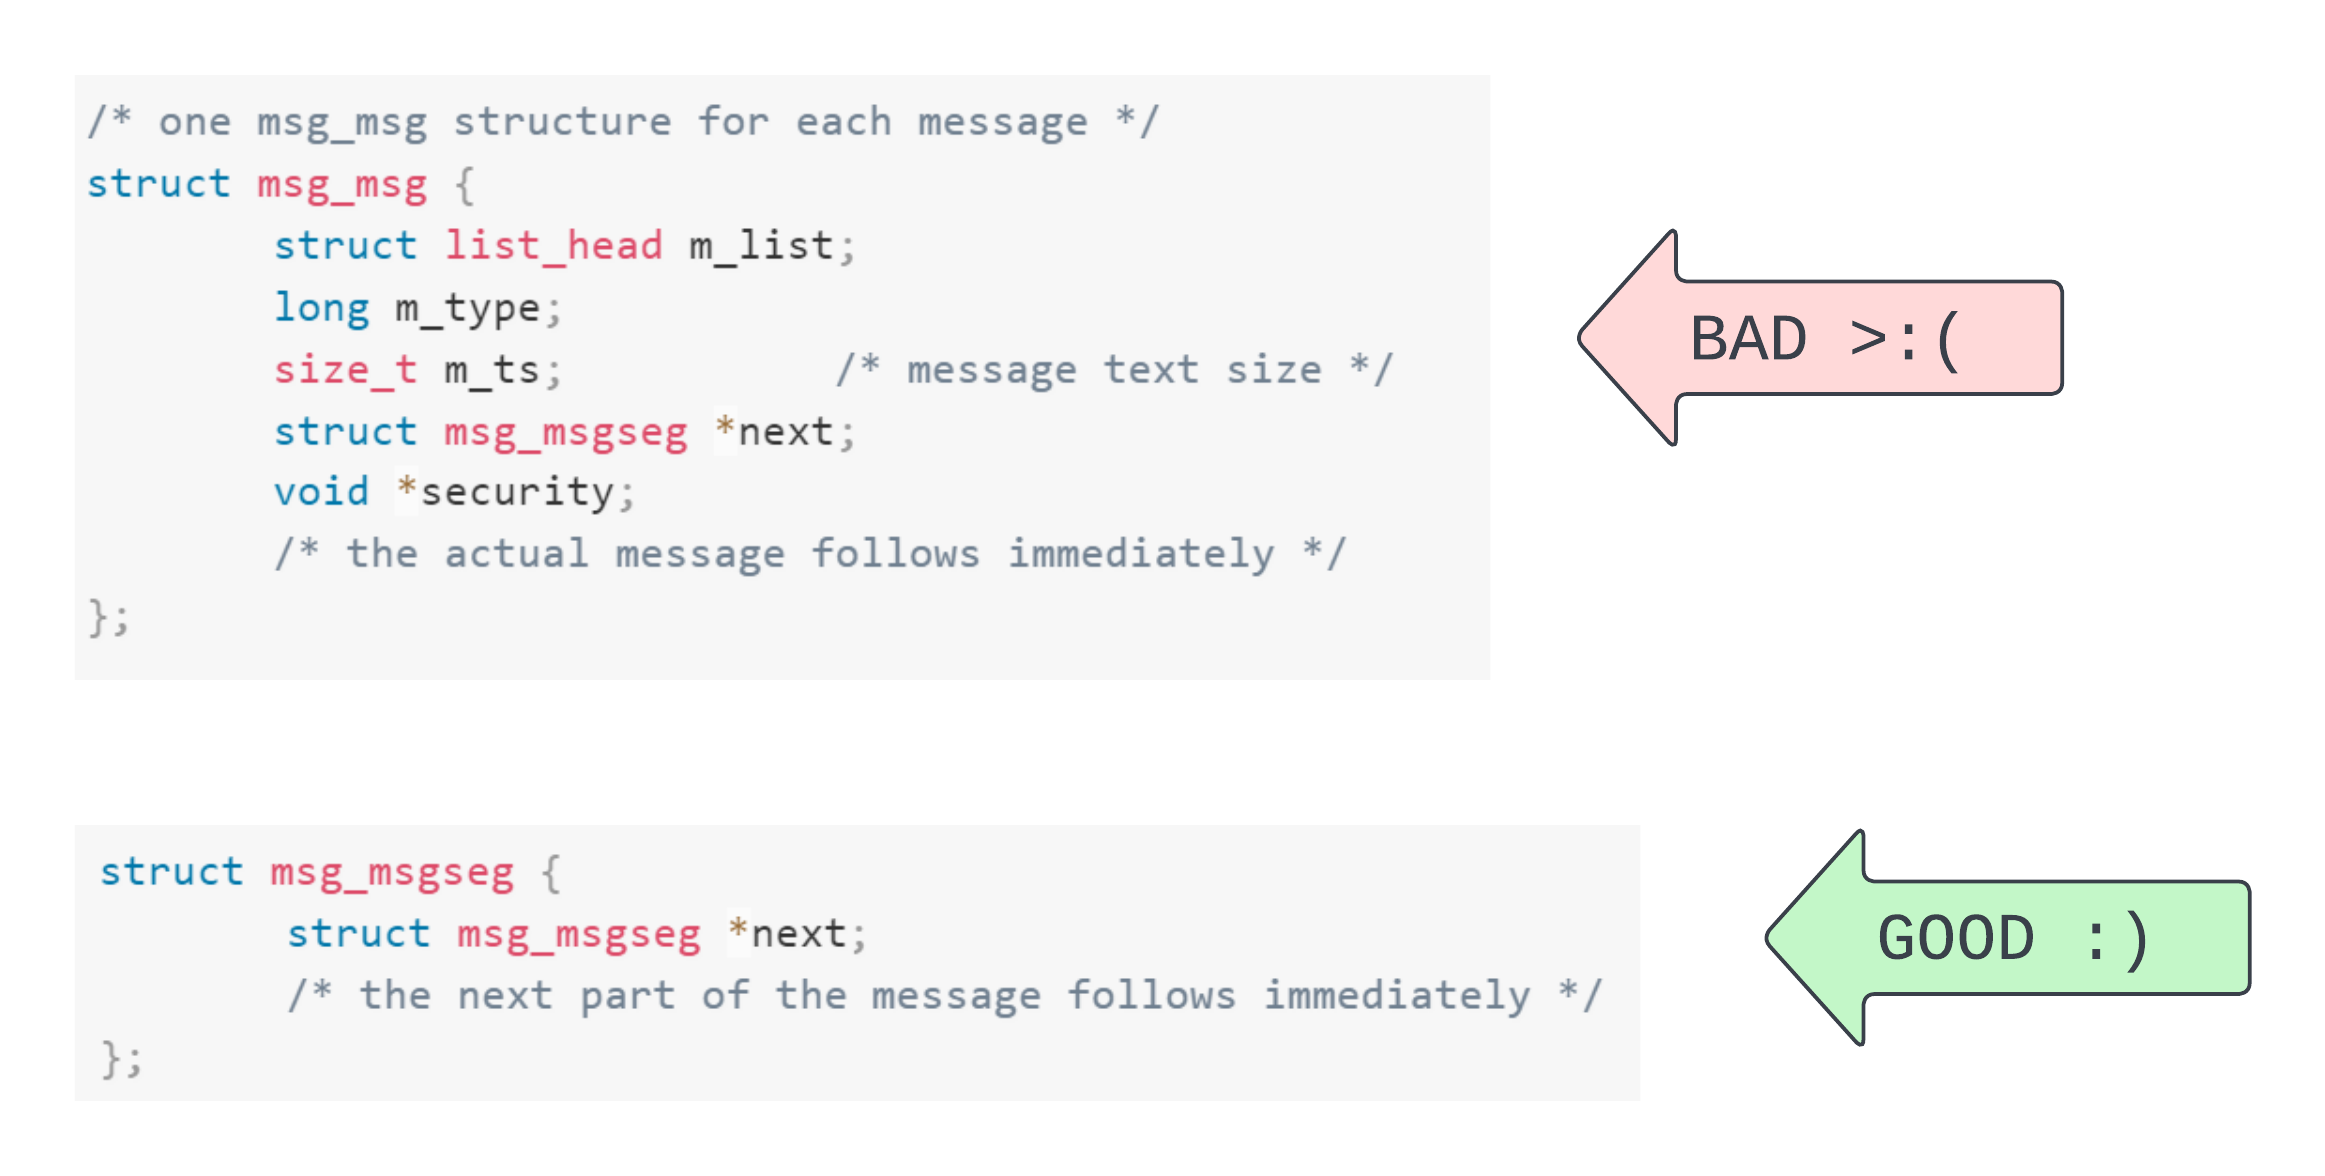 /* one msg_msg structure for each message */
struct msg_msg {
struct list_head m_list;
long m_type;
size_t m_ts; /* message text size */
struct msg_msgseg *next;
void *security;
/* the actual message follows immediately */
};
BAD >:(
struct msg_msgseg {
struct msg_msgseg *next;
/* the next part of the message follows immediately */
};
GOOD :)